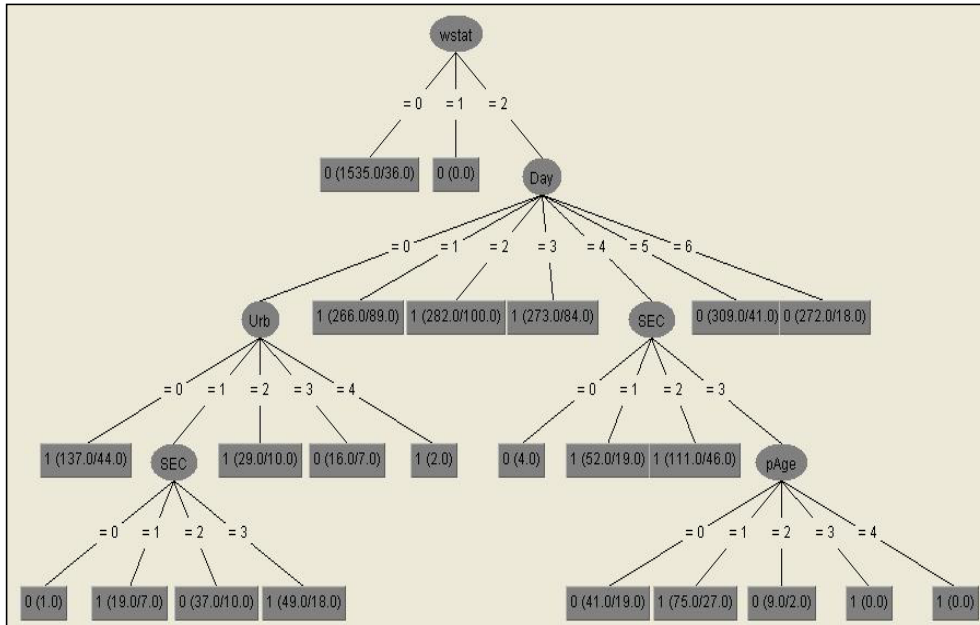 wstat
= 0 = 1 = 2
0 (1535.0/36.0) 0 (0.0) Day
= 0 = 1 = 2 = 3 = 4 = 5 = 6
Urb 1 (266.0/89.0) 1 (282.0/100.0) 1 (273.0/84.0) SEC 0 (309.0/41.0) 0 (272.0/18.0)
= 0 = 1 = 2 = 3 = 4 = 0 = 1 = 2 = 3
1 (137.0/44.0) SEC 1 (29.0/10.0) 0 (16.0/7.0) 1 (2.0) 0 (4.0) 1 (52.0/19.0) 1 (111.0/46.0) pAge
= 0 = 1 = 2 = 3 = 0 = 1 = 2 = 3 = 4
0 (1.0) 1 (19.0/7.0) 0 (37.0/10.0) 1 (49.0/18.0) 0 (41.0/19.0) 1 (75.0/27.0) 0 (9.0/2.0) 1 (0.0) 1 (0.0)